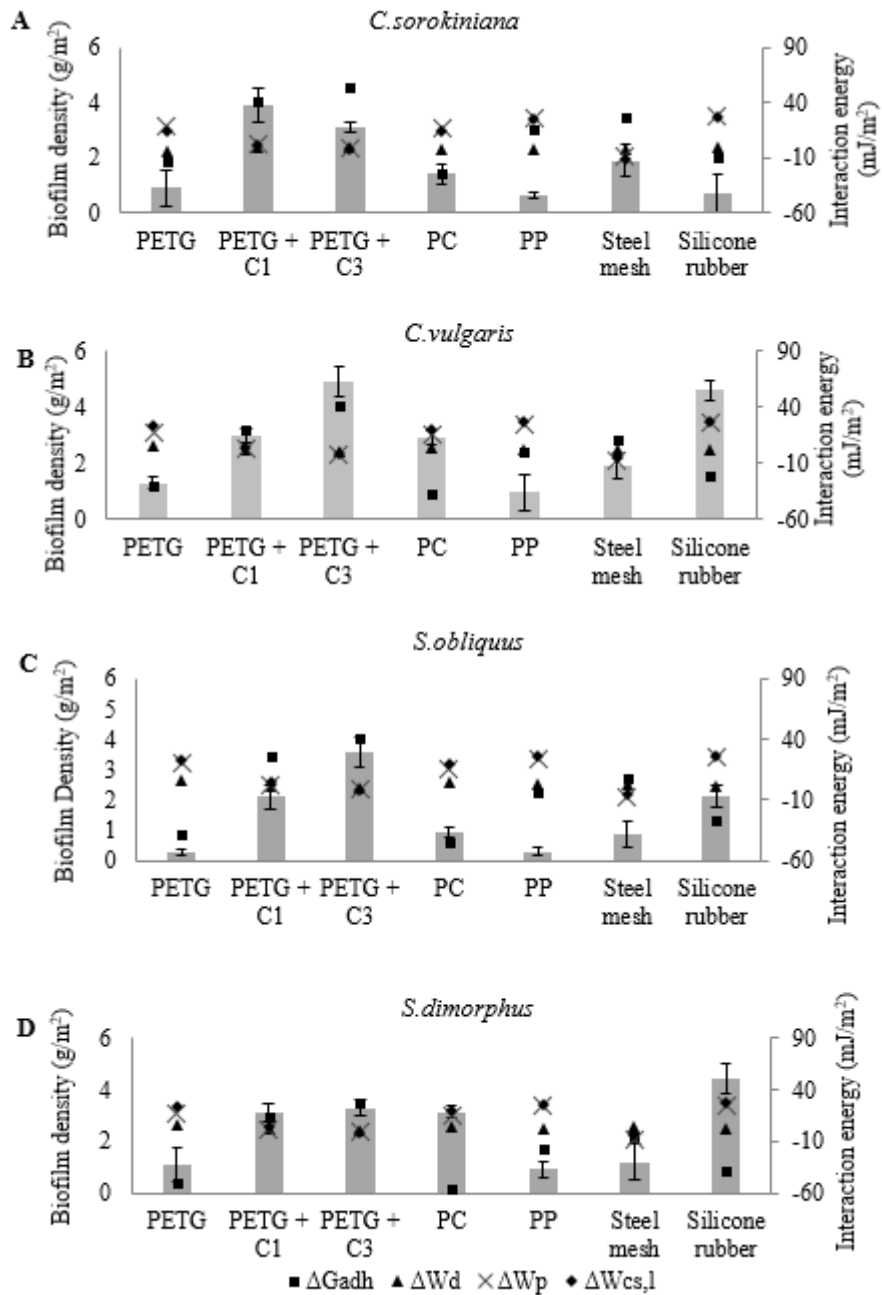 A
C.sorokiniana
Biofilm density (g/m²)
6
4
2
0
90
40
-10
-60
Interaction energy
(mJ/m²)
PETG
PETG +
C1
PETG +
C3
PC
PP
Steel
mesh
Silicone
rubber
B
C.vulgaris
Biofilm density (g/m²)
6
4
2
0
90
40
-10
-60
Interaction energy
(mJ/m²)
PETG
PETG +
C1
PETG +
C3
PC
PP
Steel
mesh
Silicone
rubber
C
S.obliquus
Biofilm Density (g/m²)
6
5
4
3
2
1
0
90
40
-10
-60
Interaction energy (mJ/m²)
PETG
PETG +
C1
PETG +
C3
PC
PP
Steel
mesh
Silicone
rubber
D
S.dimorphus
Biofilm density (g/m²)
6
4
2
0
90
40
-10
-60
Interaction energy (mJ/m²)
PETG
PETG +
C1
PETG +
C3
PC
PP
Steel
mesh
Silicone
rubber
■ ΔGadh ▲ ΔWd × ΔWp ◆ ΔWcs,l